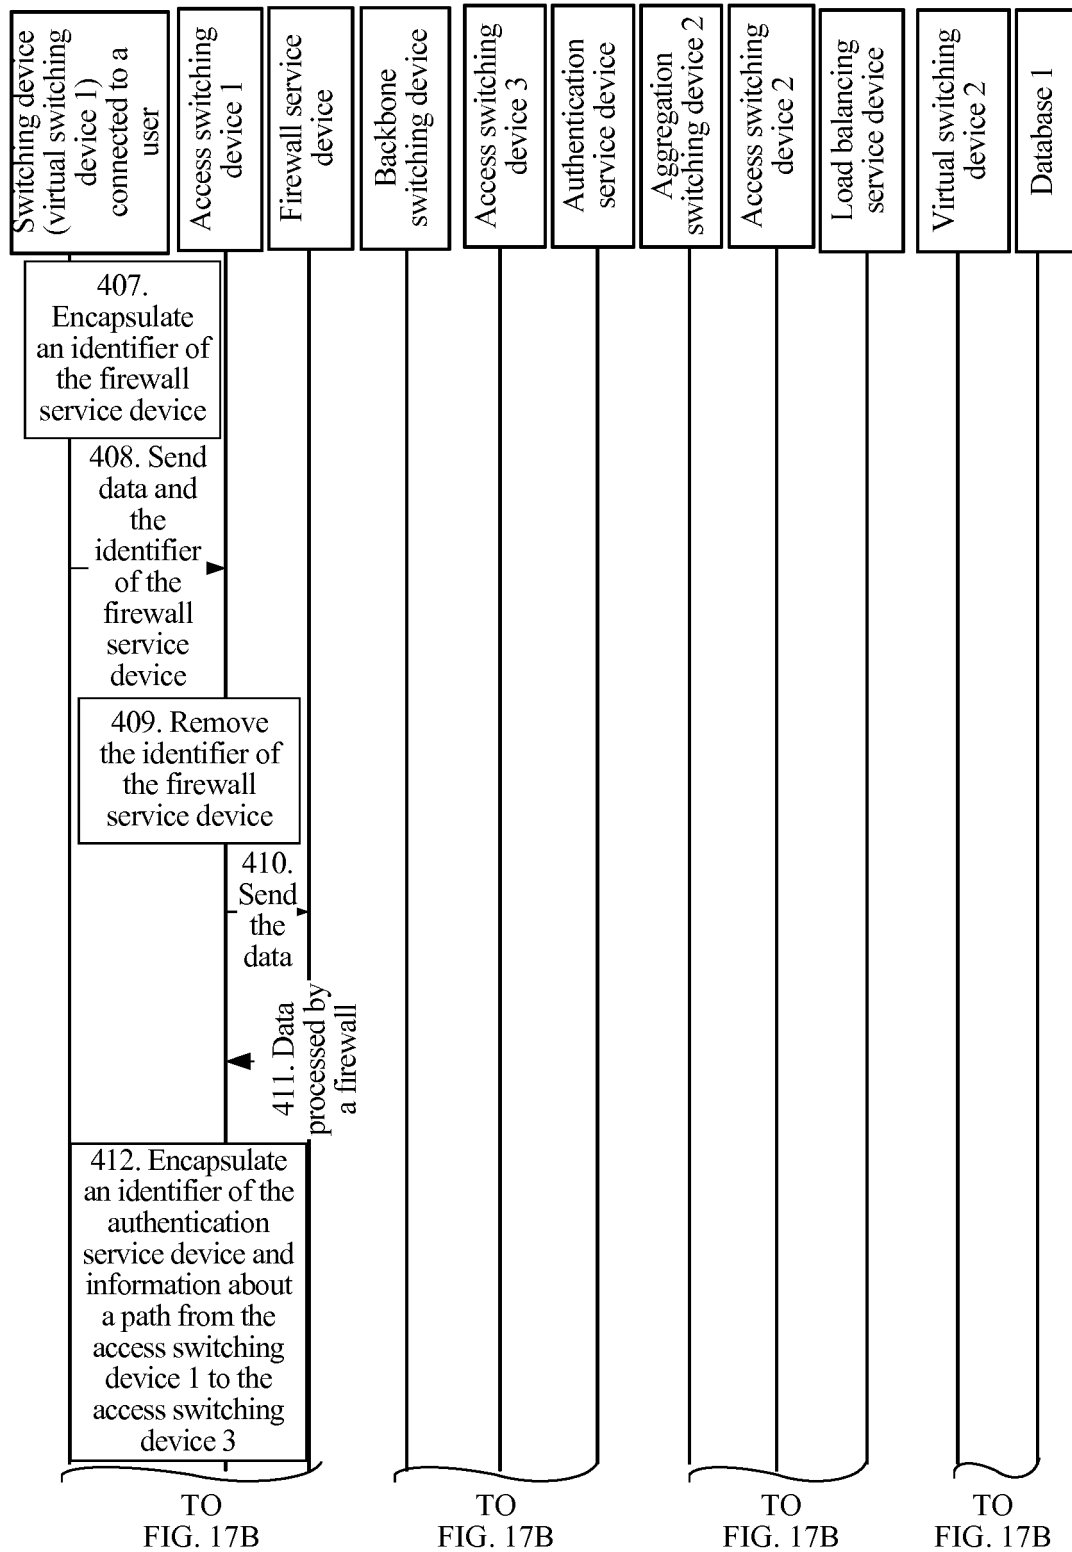 Switching device
(virtual switching
device 1)
connected to a
user
Access switching
device 1
Firewall service
device
Backbone
switching device
Access switching
device 3
Authentication
service device
Aggregation
switching device 2
Access switching
device 2
Load balancing
service device
Virtual switching
device 2
Database 1
407.
Encapsulate
an identifier of
the firewall
service device
408. Send
data and
the
identifier
of the
firewall
service
device
409. Remove
the identifier of
the firewall
service device
410.
Send
the
data
411. Data
processed by
a firewall
412. Encapsulate
an identifier of the
authentication
service device and
information about
a path from the
access switching
device 1 to the
access switching
device 3
TO
FIG. 17B
TO
FIG. 17B
TO
FIG. 17B
TO
FIG. 17B